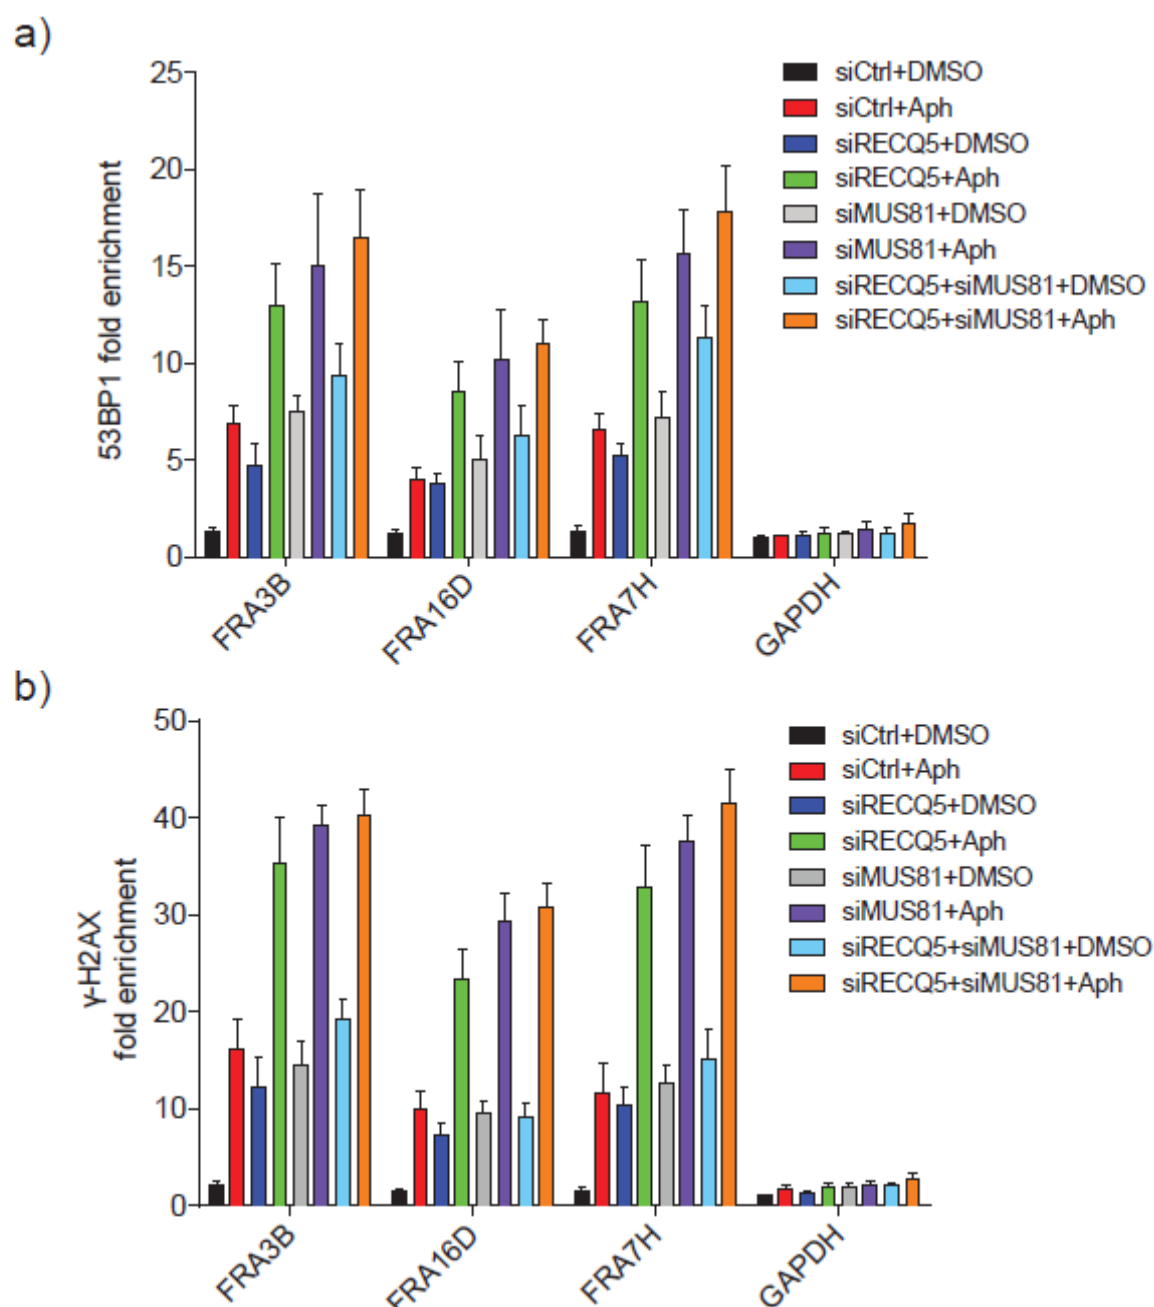 a)
25
20
15
10
5
0
53BP1 fold enrichment
siCtrl+DMSO
siCtrl+Aph
siRECQ5+DMSO
siRECQ5+Aph
siMUS81+DMSO
siMUS81+Aph
siRECQ5+siMUS81+DMSO
siRECQ5+siMUS81+Aph
FRA3B
FRA16D
FRA7H
GAPDH
b)
50
40
30
20
10
0
γ-H2AX
fold enrichment
siCtrl+DMSO
siCtrl+Aph
siRECQ5+DMSO
siRECQ5+Aph
siMUS81+DMSO
siMUS81+Aph
siRECQ5+siMUS81+DMSO
siRECQ5+siMUS81+Aph
FRA3B
FRA16D
FRA7H
GAPDH